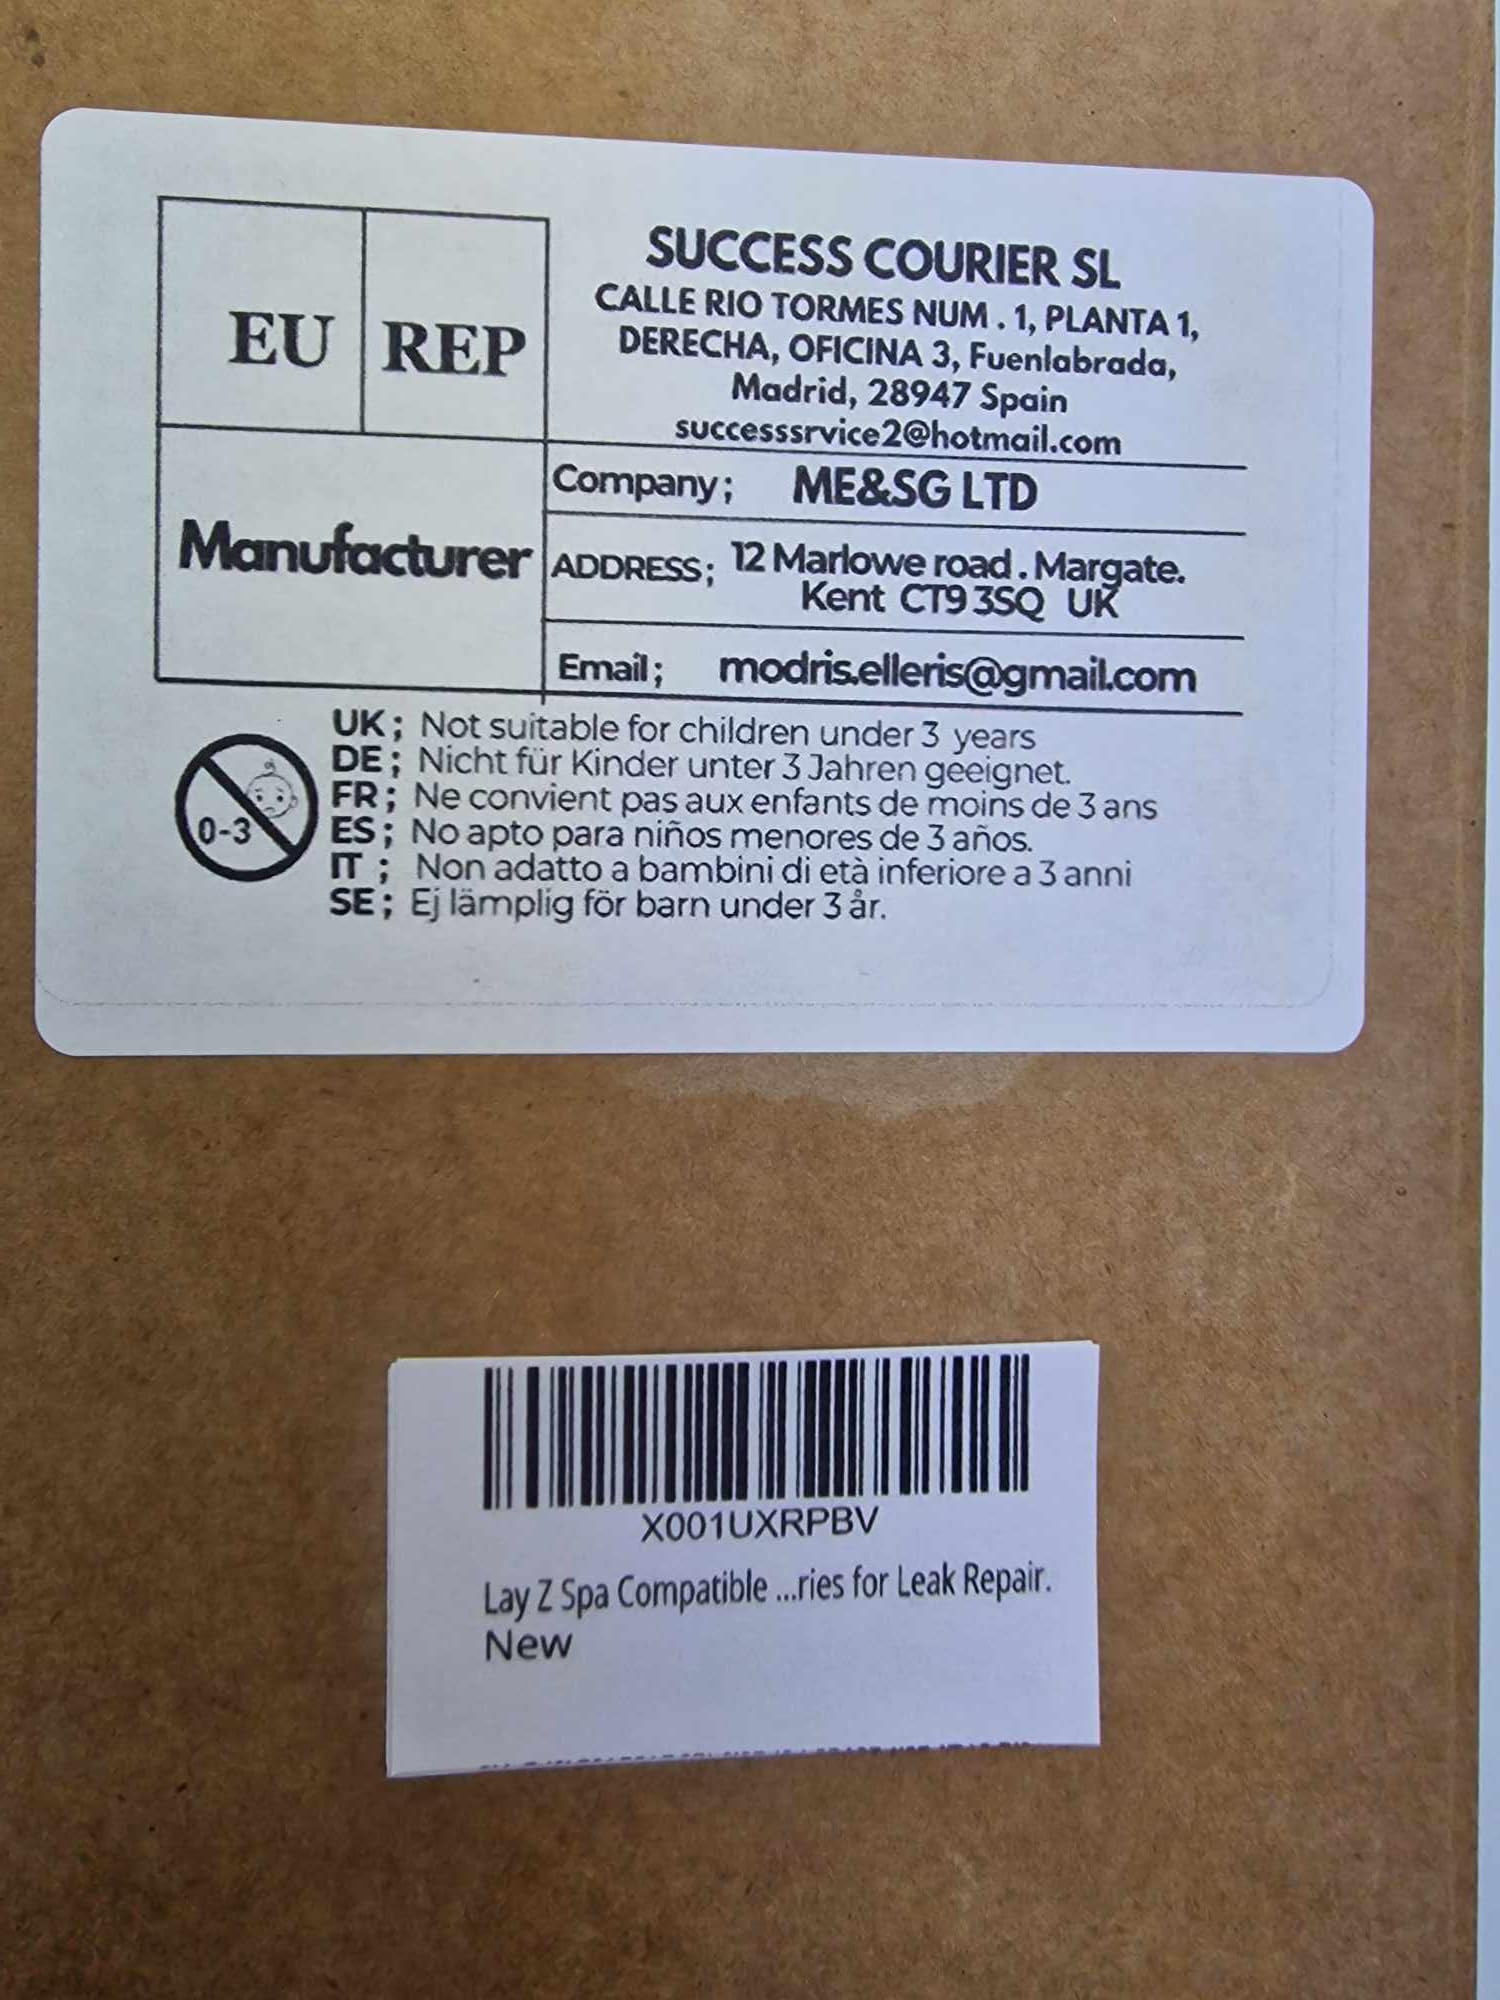 EU REP
SUCCESS COURIER SL
CALLE RIO TORMES NUM . 1, PLANTA 1,
DERECHA, OFICINA 3, Fuenlabrada,
Madrid, 28947 Spain
successsrvice2@hotmail.com
Manufacturer
Company; ME&SG LTD
ADDRESS; 12 Marlowe road . Margate.
Kent CT9 3SQ UK
Email; modris.elleris@gmail.com
0-3
UK; Not suitable for children under 3 years
DE; Nicht für Kinder unter 3 Jahren geeignet.
FR; Ne convient pas aux enfants de moins de 3 ans
ES; No apto para niños menores de 3 años.
IT; Non adatto a bambini di età inferiore a 3 anni
SE; Ej lämplig för barn under 3 år.
X001UXRPBV
Lay Z Spa Compatible ...ries for Leak Repair.
New